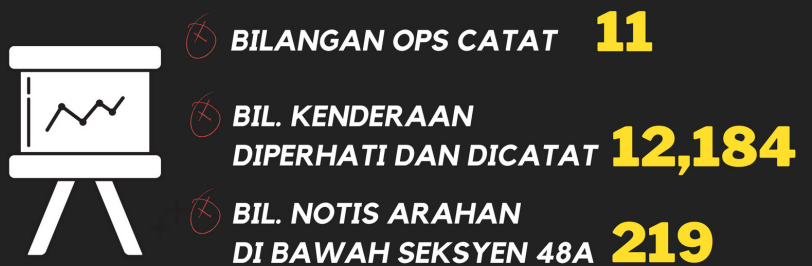 BILANGAN OPS CATAT 11
BIL. KENDERAAN
DIPERHATI DAN DICATAT 12,184
BIL. NOTIS ARAHAN
DI BAWAH SEKSYEN 48A 219